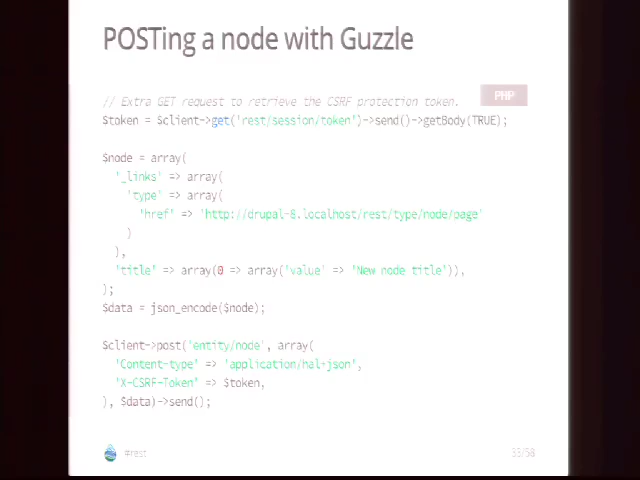 POSTing a node with Guzzle
PHP
// Extra GET request to retrieve the CSRF protection token.
$token = $client->get('rest/session/token')->send()->getBody(TRUE);
$node = array(
'_links' => array(
'type' => array(
'href' => 'http://drupal-8.localhost/rest/type/node/page'
)
),
'title' => array(0 => array('value' => 'New node title')),
);
$data = json_encode($node);
$client->post('entity/node', array(
'Content-type' => 'application/hal+json',
'X-CSRF-Token' => $token,
), $data)->send();
#rest
33/58